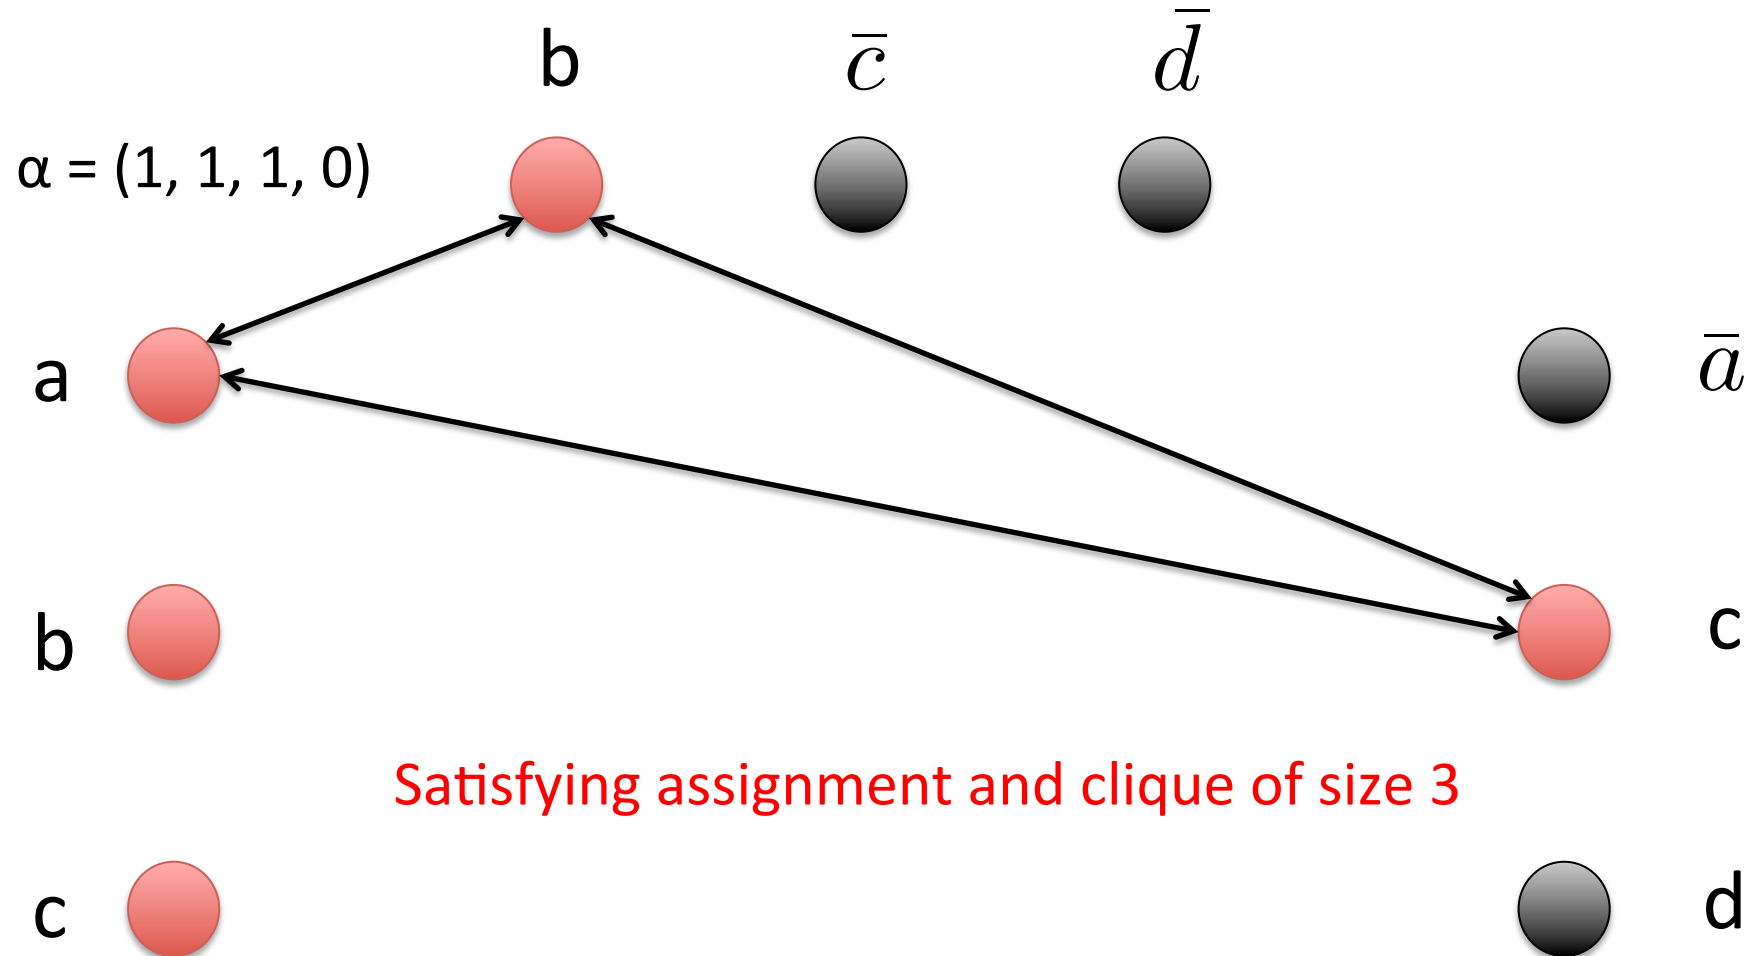 b c̅ d̅
α = (1, 1, 1, 0)
a a̅
b c
Satisfying assignment and clique of size 3
c d